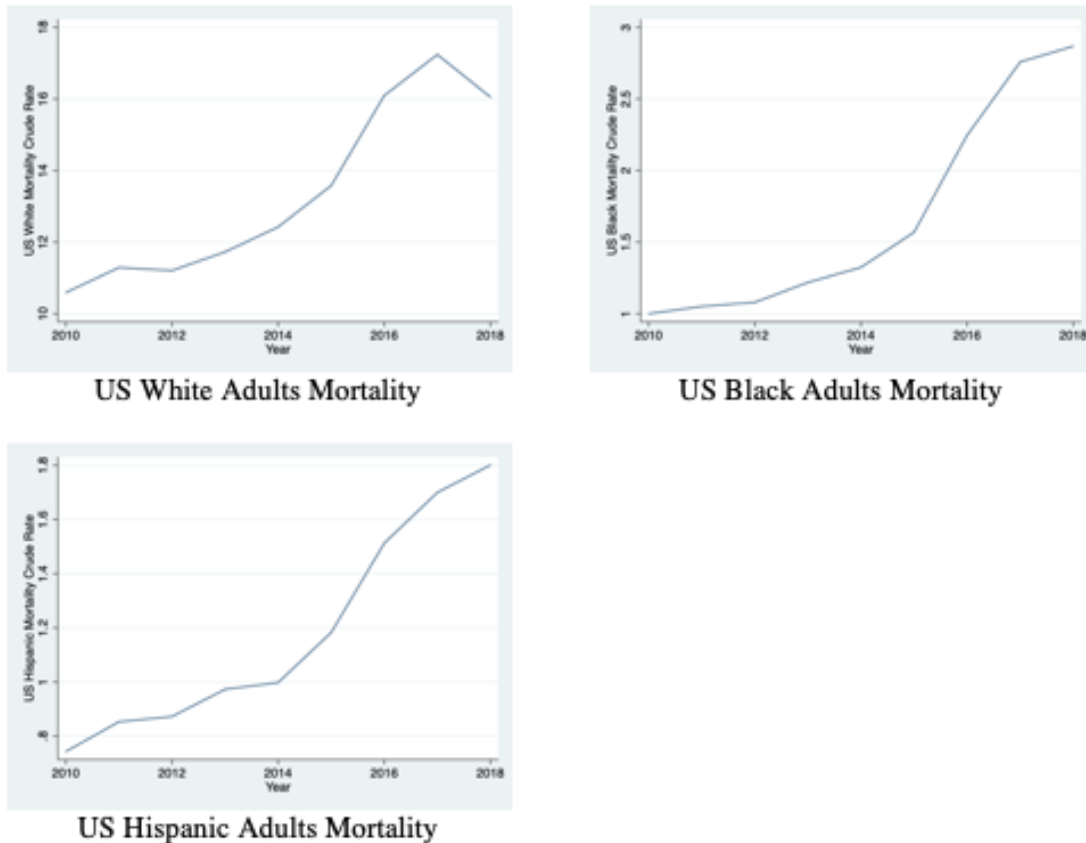 US White Mortality Crude Rate
18
16
14
12
10
2010 2012 2014 2016 2018
Year
US White Adults Mortality
US Black Mortality Crude Rate
3
2.5
2
1.5
1
2010 2012 2014 2016 2018
Year
US Black Adults Mortality
US Hispanic Mortality Crude Rate
1.8
1.6
1.4
1.2
1
.8
2010 2012 2014 2016 2018
Year
US Hispanic Adults Mortality